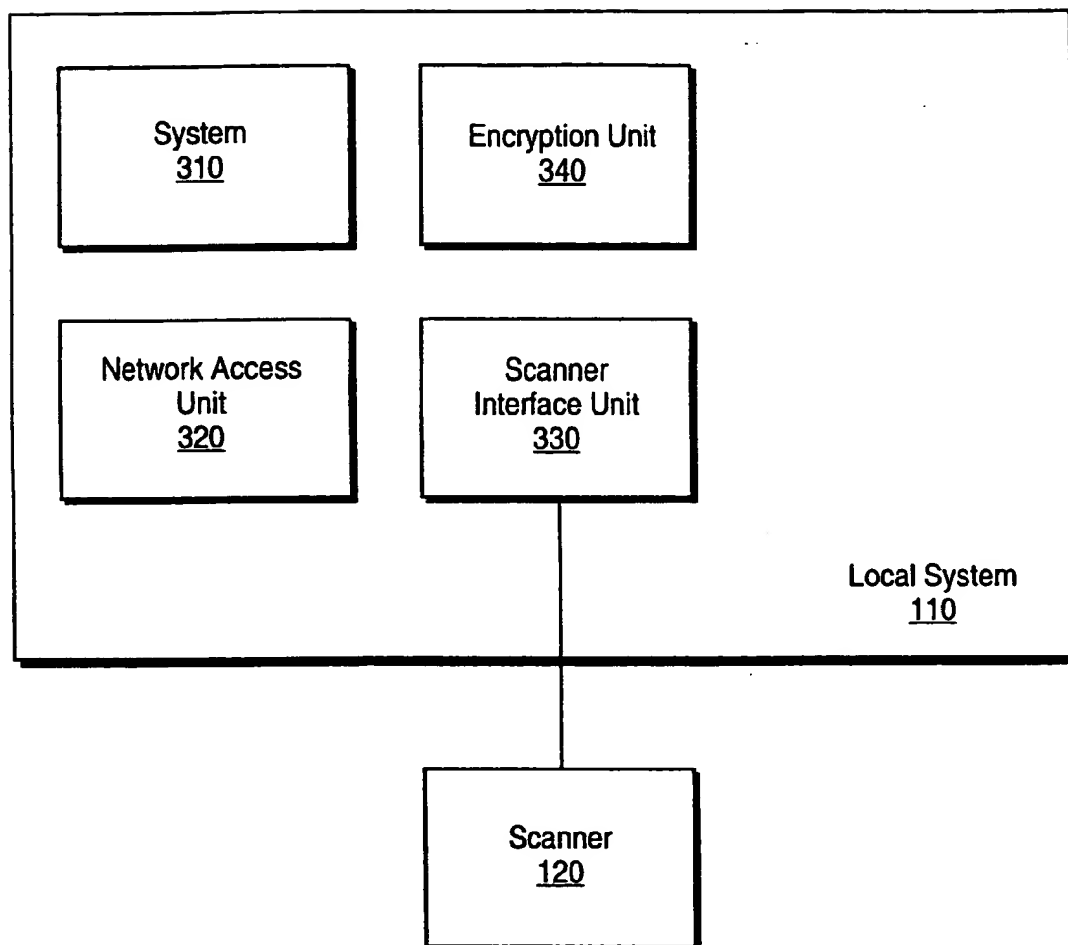 System
310
Encryption Unit
340
Network Access
Unit
320
Scanner
Interface Unit
330
Local System
110
Scanner
120